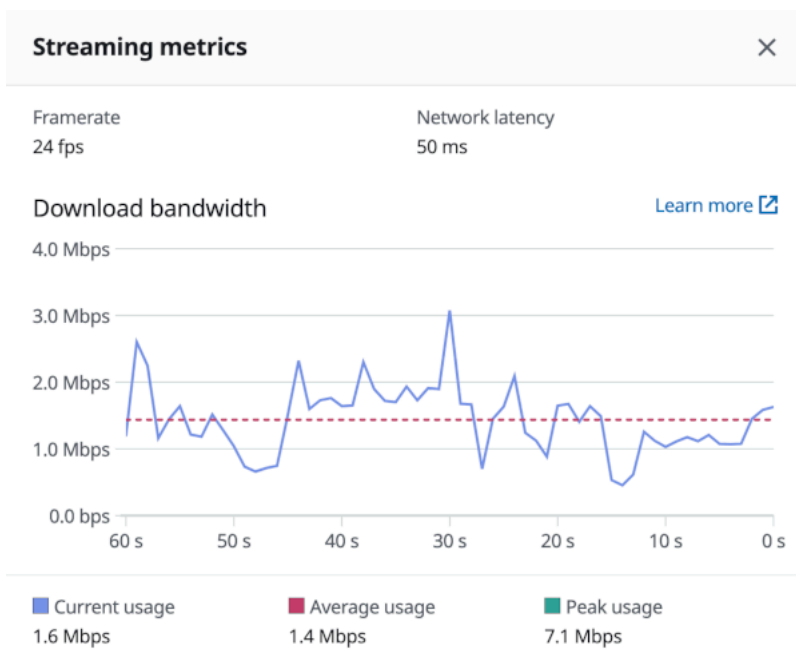 Streaming metrics
Framerate
Network latency
24 fps
50 ms
Download bandwidth
Learn more
4.0 Mbps
3.0 Mbps
2.0 Mbps
1.0 Mbps
0.0 bps
60 s
50 s
40 s
30 s
20 s
10 s
0 s
Current usage
Average usage
Peak usage
1.6 Mbps
1.4 Mbps
7.1 Mbps